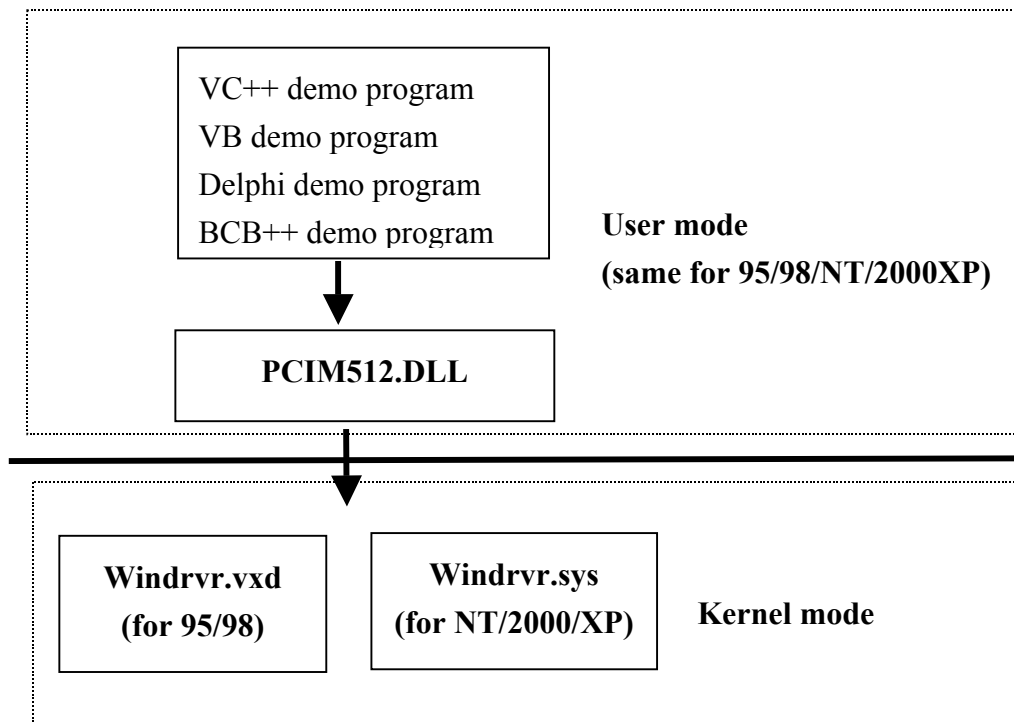 VC++ demo program
VB demo program
Delphi demo program
BCB++ demo program
User mode
(same for 95/98/NT/2000XP)
PCIM512.DLL
Windrvr.vxd
(for 95/98)
Windrvr.sys
(for NT/2000/XP)
Kernel mode